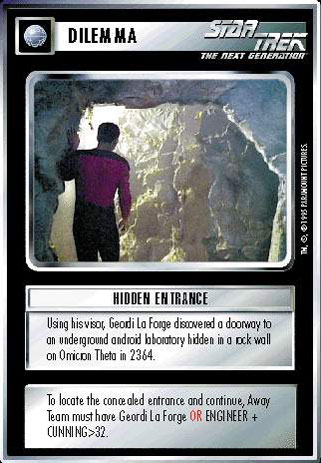 DILEMMA
STAR TREK
THE NEXT GENERATION
TM, ®, © 1995 PARAMOUNT PICTURES.
HIDDEN ENTRANCE
Using his visor, Geordi La Forge discovered a doorway to
an underground android laboratory hidden in a rock wall
on Omicron Theta in 2364.
To locate the concealed entrance and continue, Away
Team must have Geordi La Forge OR ENGINEER +
CUNNING>32.